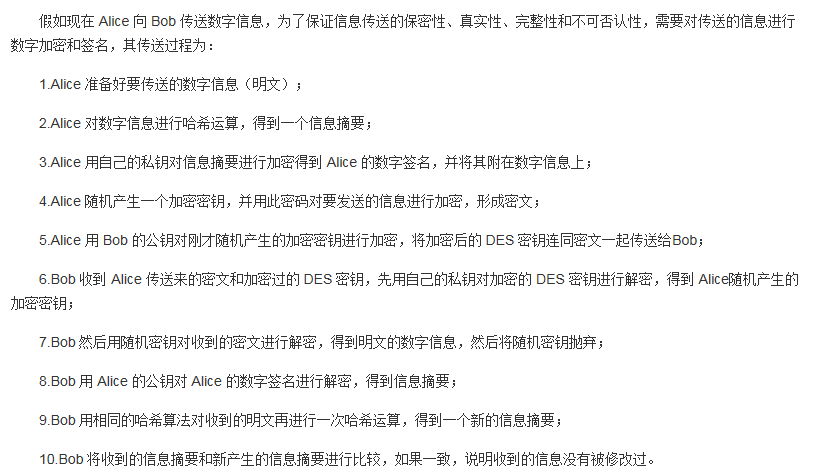 假如现在 Alice 向 Bob 传送数字信息，为了保证信息传送的保密性、真实性、完整性和不可否认性，需要对传送的信息进行
数字加密和签名，其传送过程为：
1.Alice 准备好要传送的数字信息（明文）；
2.Alice 对数字信息进行哈希运算，得到一个信息摘要；
3.Alice 用自己的私钥对信息摘要进行加密得到 Alice 的数字签名，并将其附在数字信息上；
4.Alice 随机产生一个加密密钥，并用此密码对要发送的信息进行加密，形成密文；
5.Alice 用 Bob 的公钥对刚才随机产生的加密密钥进行加密，将加密后的 DES 密钥连同密文一起传送给Bob；
6.Bob 收到 Alice 传送来的密文和加密过的 DES 密钥，先用自己的私钥对加密的 DES 密钥进行解密，得到 Alice随机产生的
加密密钥；
7.Bob 然后用随机密钥对收到的密文进行解密，得到明文的数字信息，然后将随机密钥抛弃；
8.Bob 用 Alice 的公钥对 Alice 的数字签名进行解密，得到信息摘要；
9.Bob 用相同的哈希算法对收到的明文再进行一次哈希运算，得到一个新的信息摘要；
10.Bob 将收到的信息摘要和新产生的信息摘要进行比较，如果一致，说明收到的信息没有被修改过。